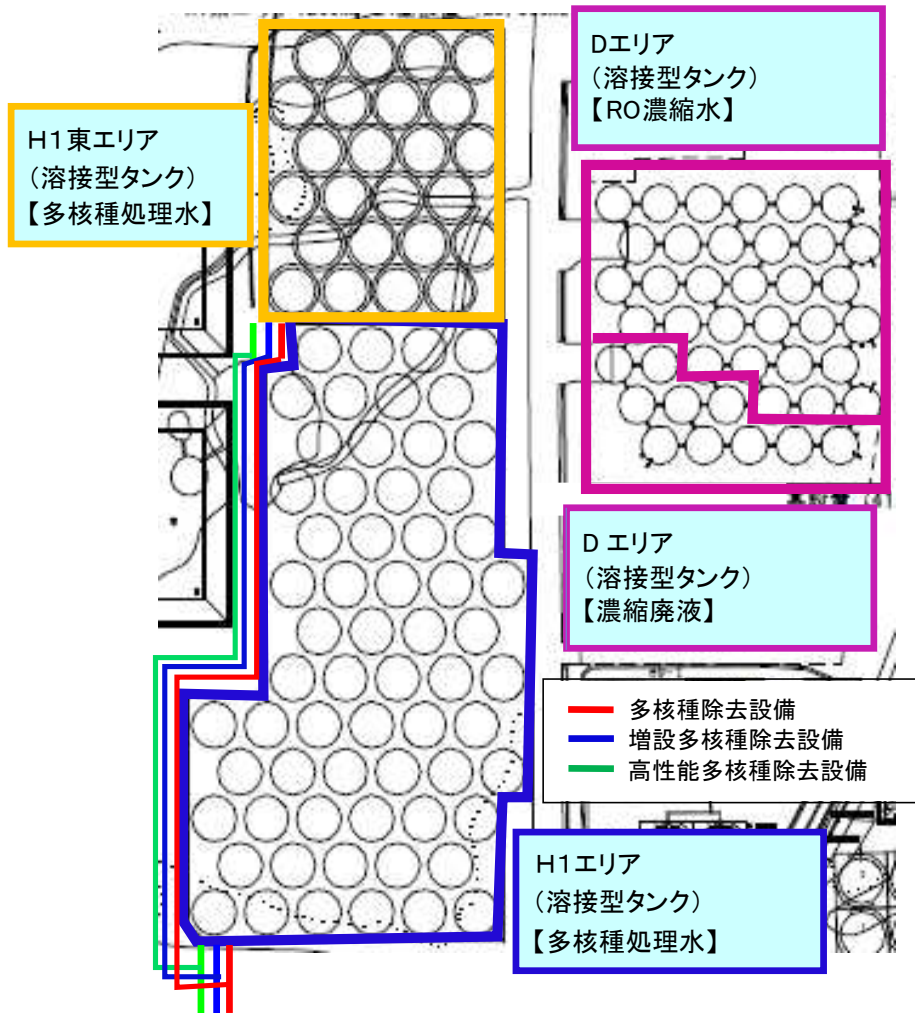 Dエリア
（溶接型タンク）
【RO濃縮水】
H1東エリア
（溶接型タンク）
【多核種処理水】
D エリア
（溶接型タンク）
【濃縮廃液】
多核種除去設備
増設多核種除去設備
高性能多核種除去設備
H1エリア
（溶接型タンク）
【多核種処理水】